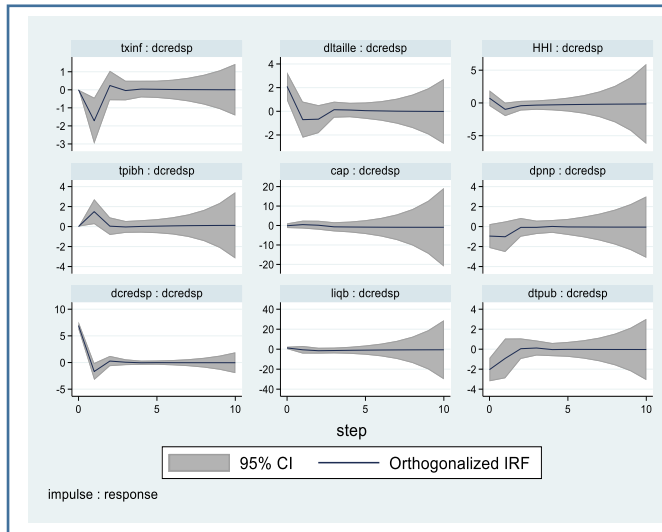 txinf : dcredsp
dltaille : dcredsp
HHI : dcredsp
1
0
-1
-2
-3
4
2
0
-2
5
0
-5
tpibh : dcredsp
cap : dcredsp
dpnp : dcredsp
4
2
0
-2
-4
20
10
0
-10
-20
4
2
0
-2
-4
dcredsp : dcredsp
liqb : dcredsp
dtpub : dcredsp
10
5
0
-5
40
20
0
-20
-40
4
2
0
-2
-4
0 5 10
0 5 10
0 5 10
step
95% CI Orthogonalized IRF
impulse : response